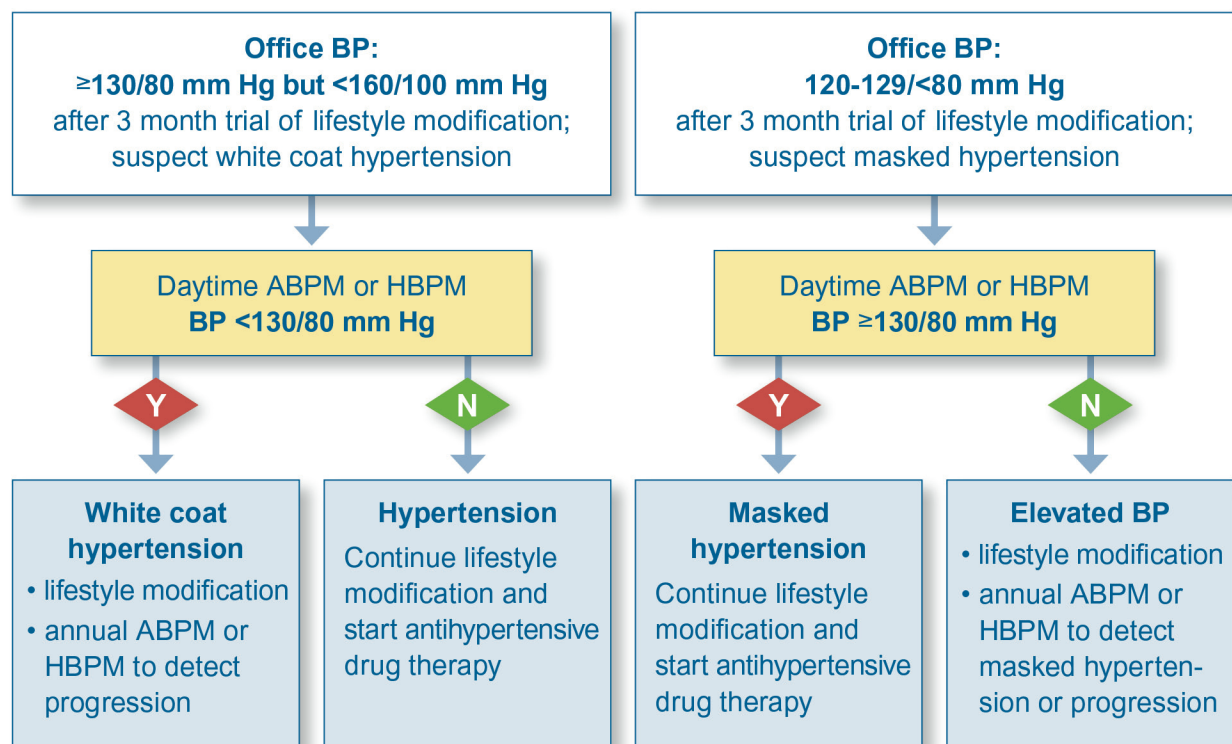 Office BP:
≥130/80 mm Hg but <160/100 mm Hg
after 3 month trial of lifestyle modification;
suspect white coat hypertension
Office BP:
120-129/<80 mm Hg
after 3 month trial of lifestyle modification;
suspect masked hypertension
Daytime ABPM or HBPM
BP <130/80 mm Hg
Daytime ABPM or HBPM
BP ≥130/80 mm Hg
Y
N
Y
N
White coat
hypertension
• lifestyle modification
• annual ABPM or
HBPM to detect
progression
Hypertension
Continue lifestyle
modification and
start antihypertensive
drug therapy
Masked
hypertension
Continue lifestyle
modification and
start antihypertensive
drug therapy
Elevated BP
• lifestyle modification
• annual ABPM or
HBPM to detect
masked hyperten-
sion or progression